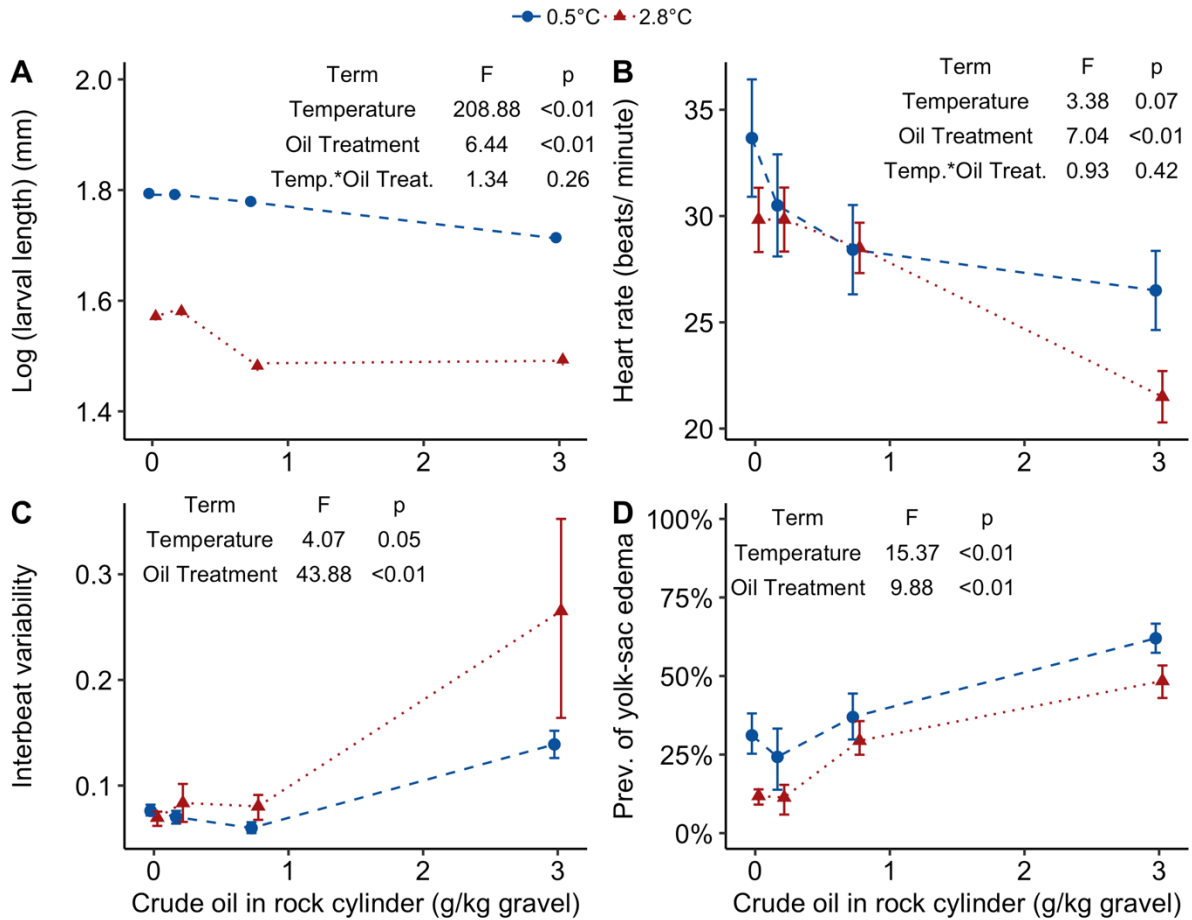 0.5°C 2.8°C
A
Term F p
Temperature 208.88 <0.01
Oil Treatment 6.44 <0.01
Temp.*Oil Treat. 1.34 0.26
Log (larval length) (mm)
2.0
1.8
1.6
1.4
0 1 2 3
B
Term F p
Temperature 3.38 0.07
Oil Treatment 7.04 <0.01
Temp.*Oil Treat. 0.93 0.42
Heart rate (beats/ minute)
35
30
25
20
0 1 2 3
C
Term F p
Temperature 4.07 0.05
Oil Treatment 43.88 <0.01
Interbeat variability
0.3
0.2
0.1
0 1 2 3
Crude oil in rock cylinder (g/kg gravel)
D
Term F p
Temperature 15.37 <0.01
Oil Treatment 9.88 <0.01
Prev. of yolk-sac edema
100%
75%
50%
25%
0%
0 1 2 3
Crude oil in rock cylinder (g/kg gravel)